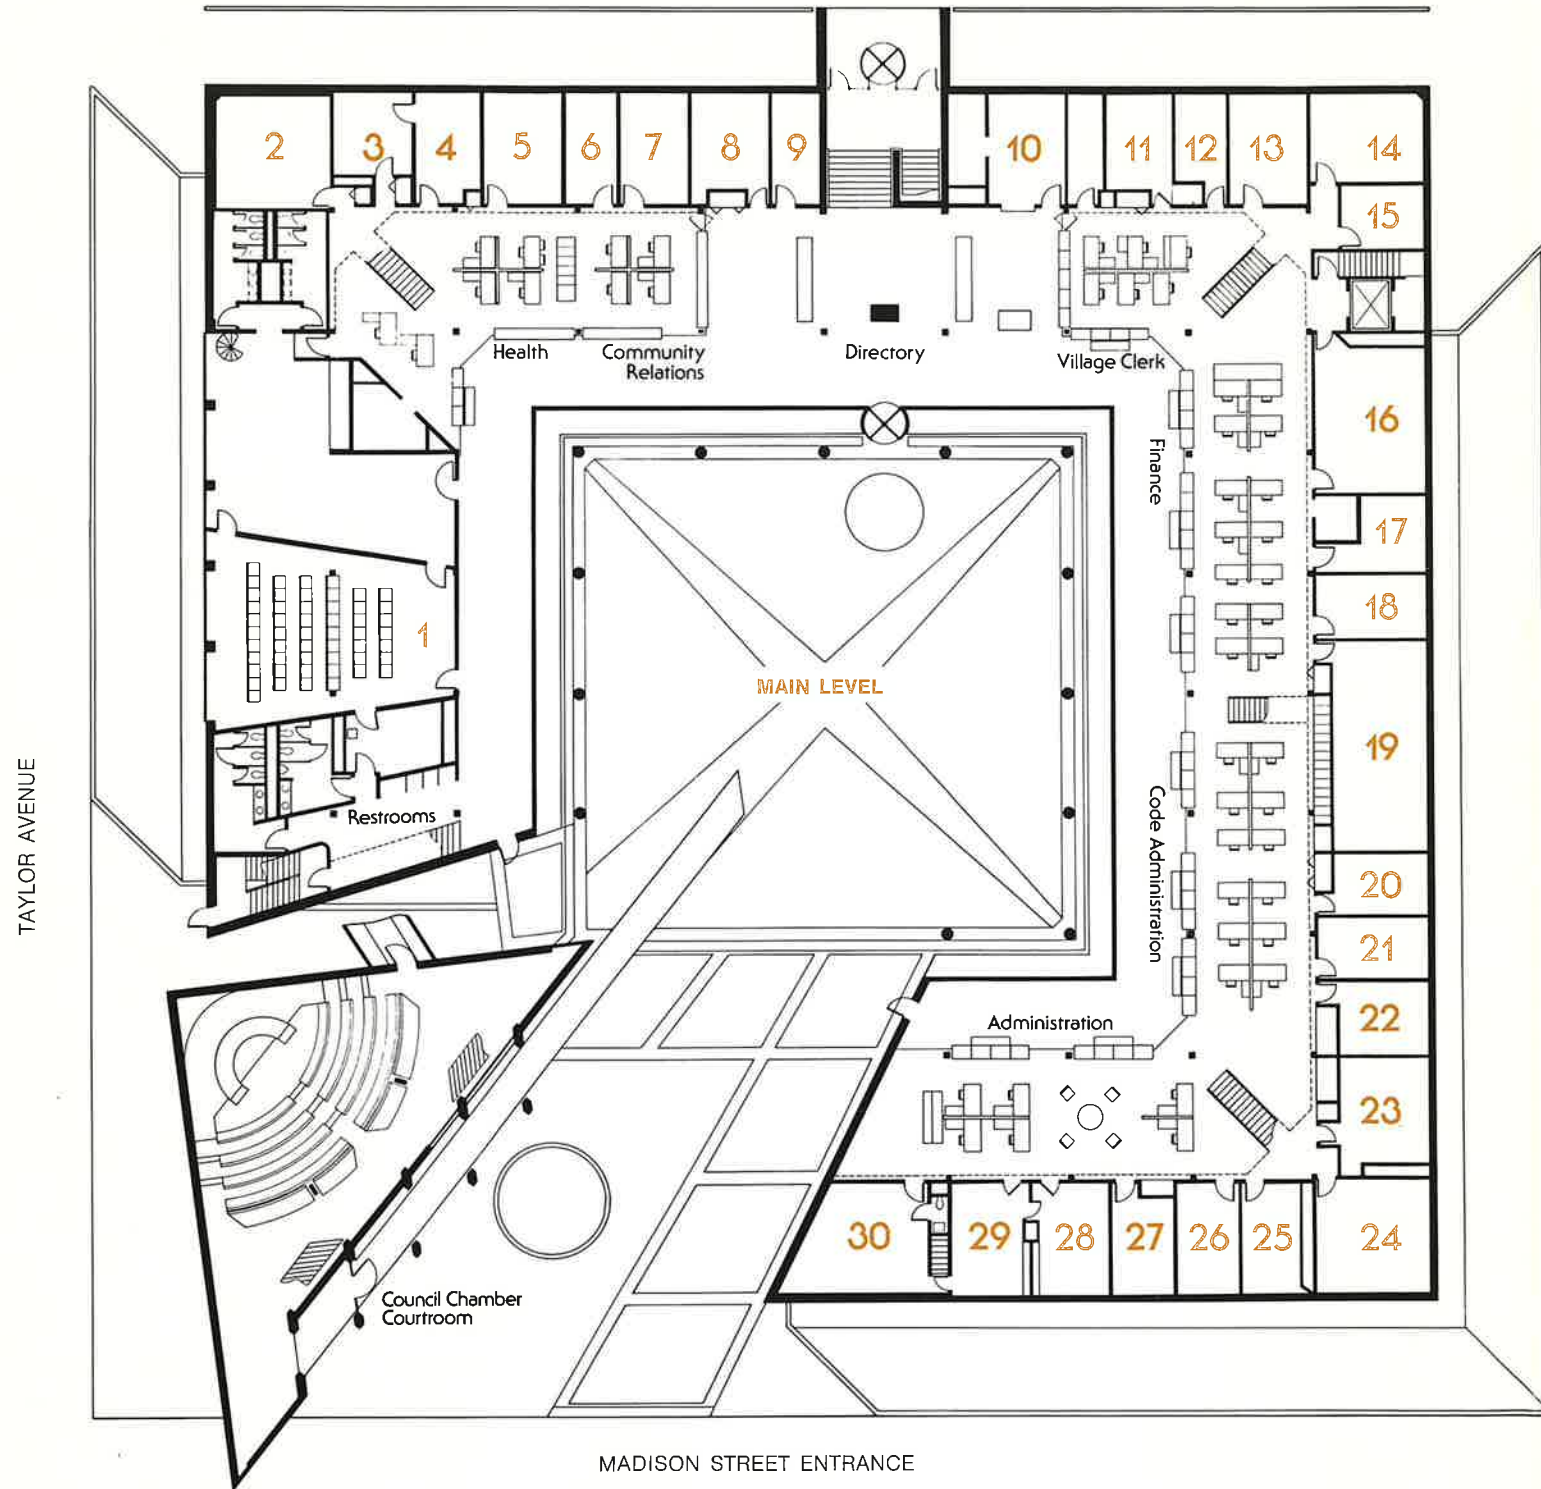 2
3
4
5
6
7
8
9
10
11
12
13
14
15
Health
Community
Relations
Directory
Village Clerk
16
Finance
17
18
1
MAIN LEVEL
19
TAYLOR AVENUE
Restrooms
Code Administration
20
21
22
Administration
23
30
29
28
27
26
25
24
Council Chamber
Courtroom
MADISON STREET ENTRANCE